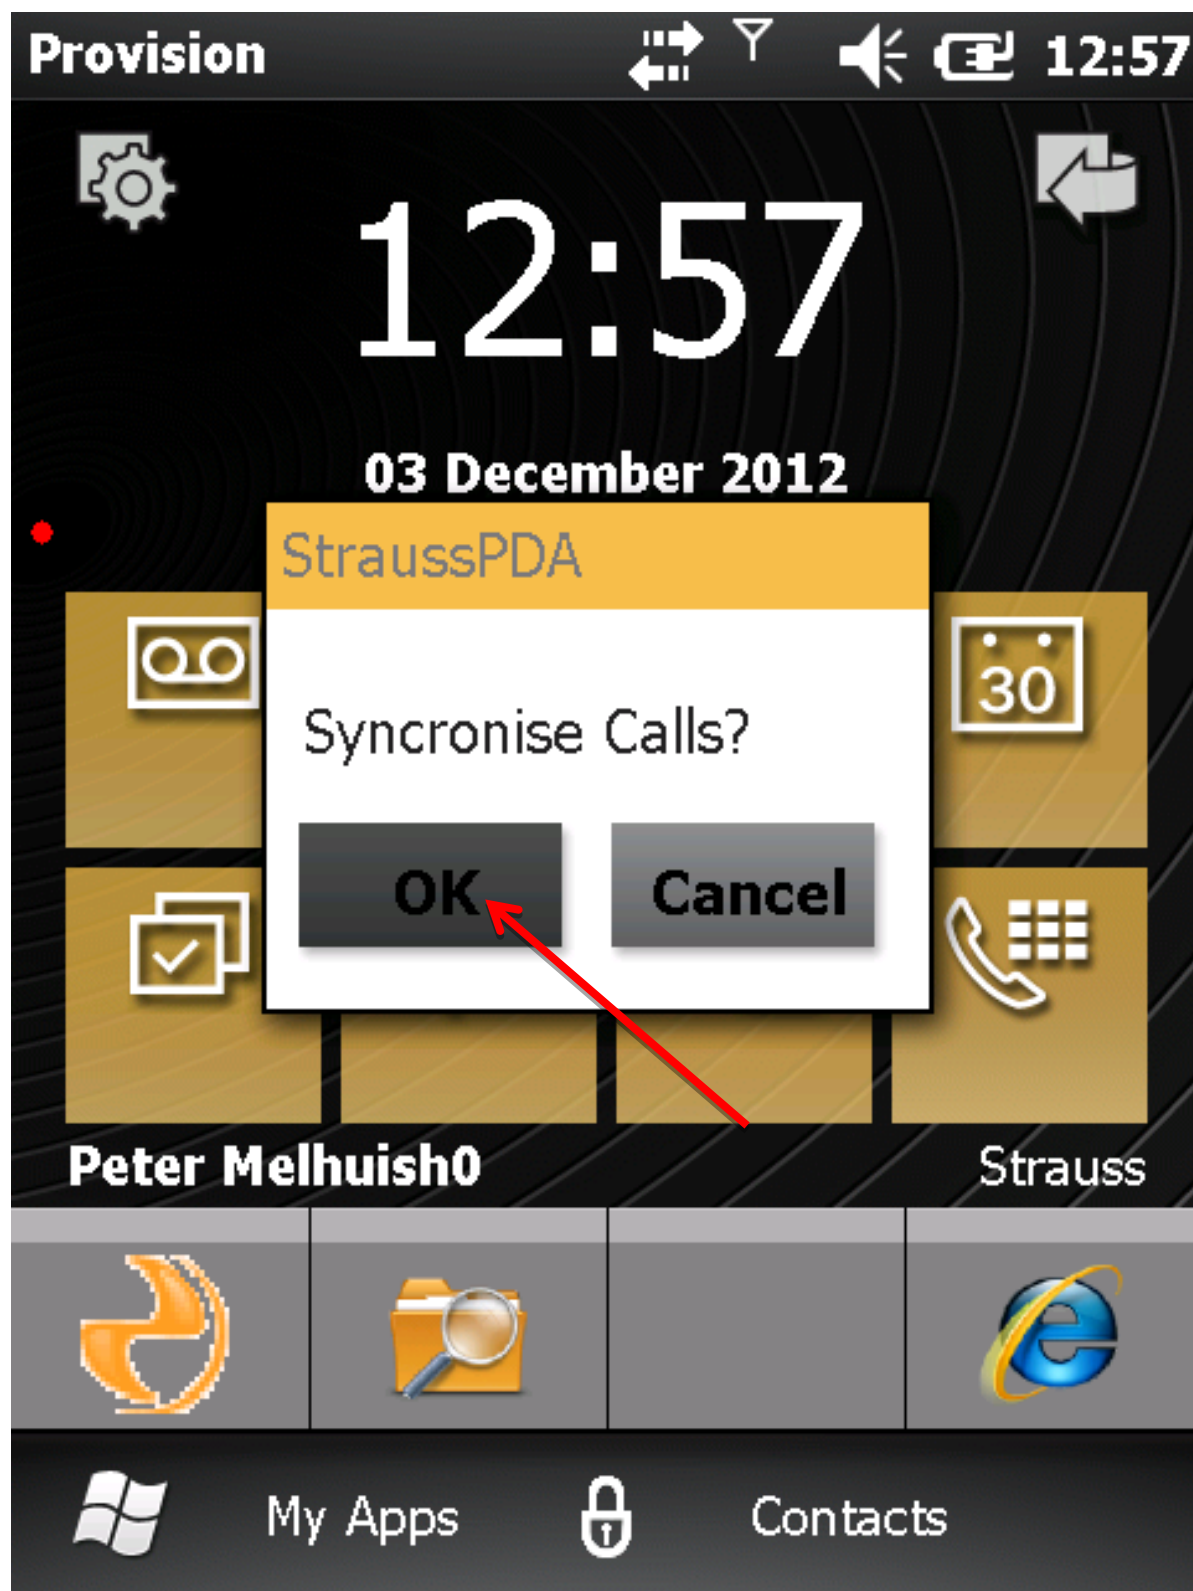 Provision 12:57
12:57
03 December 2012
StraussPDA
30
Syncronise Calls?
OK Cancel
Peter Melhuish0 Strauss
My Apps Contacts